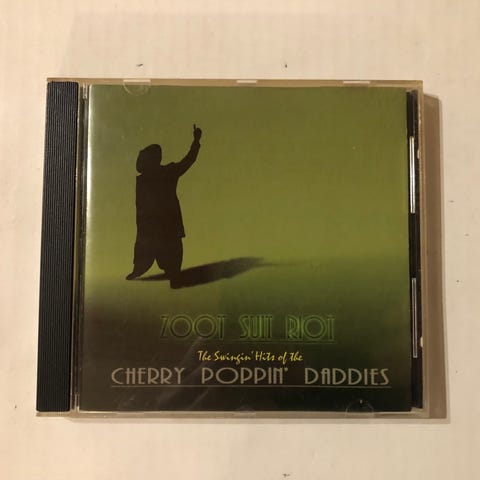 ZOOT SUIT RIOT
The Swingin' Hits of the
CHERRY POPPIN' DADDIES